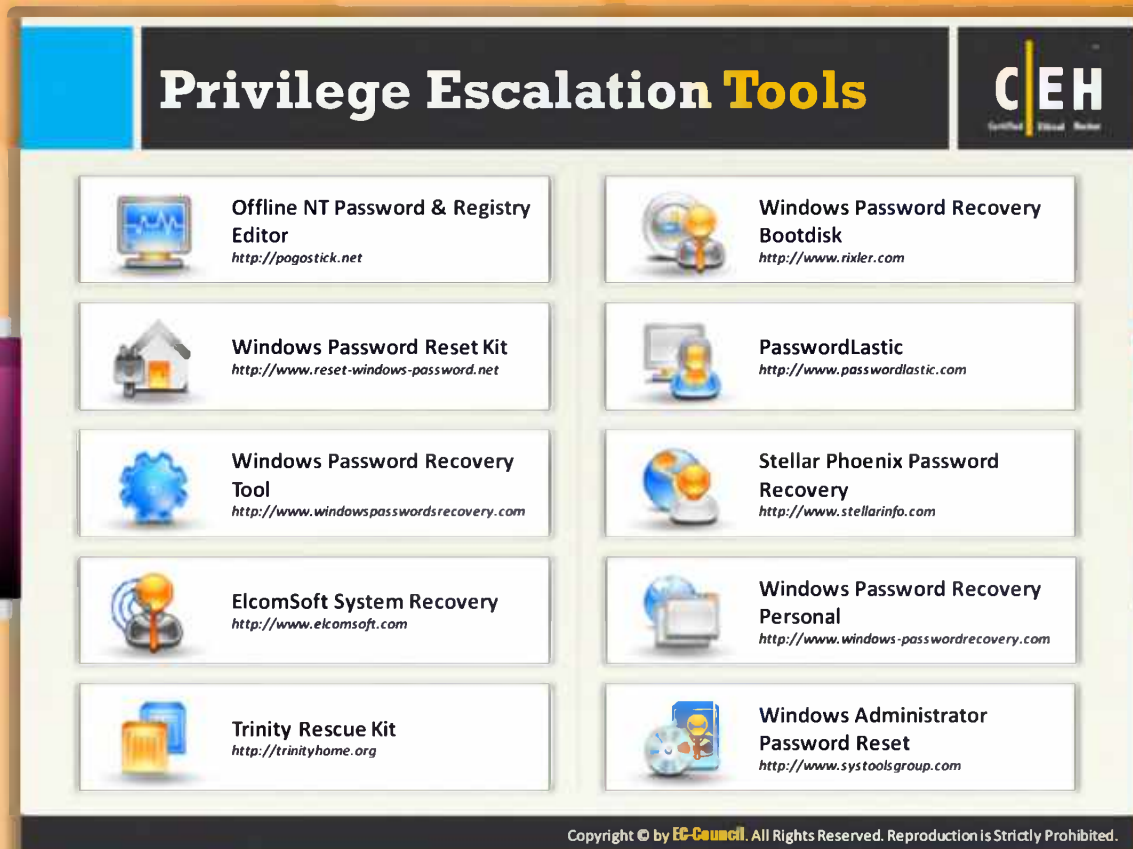 Privilege Escalation Tools
C|EH
Certified Ethical Hacker
Offline NT Password & Registry
Editor
http://pogostick.net
Windows Password Reset Kit
http://www.reset-windows-password.net
Windows Password Recovery
Tool
http://www.windowspasswordsrecovery.com
ElcomSoft System Recovery
http://www.elcomsoft.com
Trinity Rescue Kit
http://trinityhome.org
Windows Password Recovery
Bootdisk
http://www.rixler.com
PasswordLastic
http://www.passwordlastic.com
Stellar Phoenix Password
Recovery
http://www.stellarinfo.com
Windows Password Recovery
Personal
http://www.windows-passwordrecovery.com
Windows Administrator
Password Reset
http://www.systoolsgroup.com
Copyright © by EC-Council. All Rights Reserved. Reproduction is Strictly Prohibited.